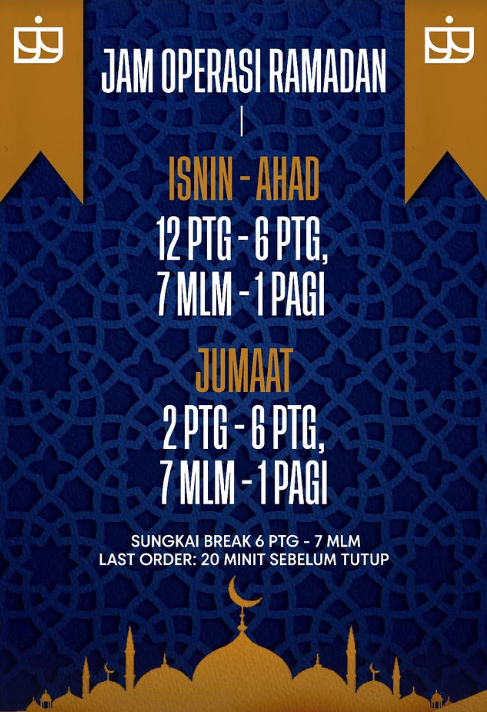 JAM OPERASI RAMADAN
ISNIN - AHAD
12 PTG - 6 PTG,
7 MLM - 1 PAGI
JUMAAT
2 PTG - 6 PTG,
7 MLM - 1 PAGI
SUNGKAI BREAK 6 PTG - 7 MLM
LAST ORDER: 20 MINIT SEBELUM TUTUP